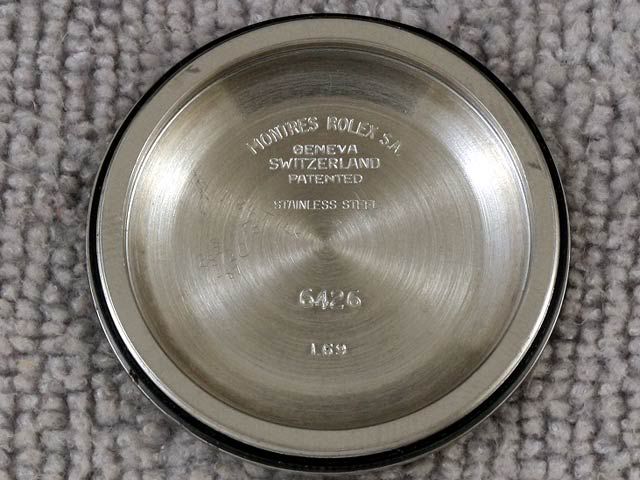 MONTRES ROLEX S.A.
GENEVA
SWITZERLAND
PATENTED
STAINLESS STEEL
6426
I.69